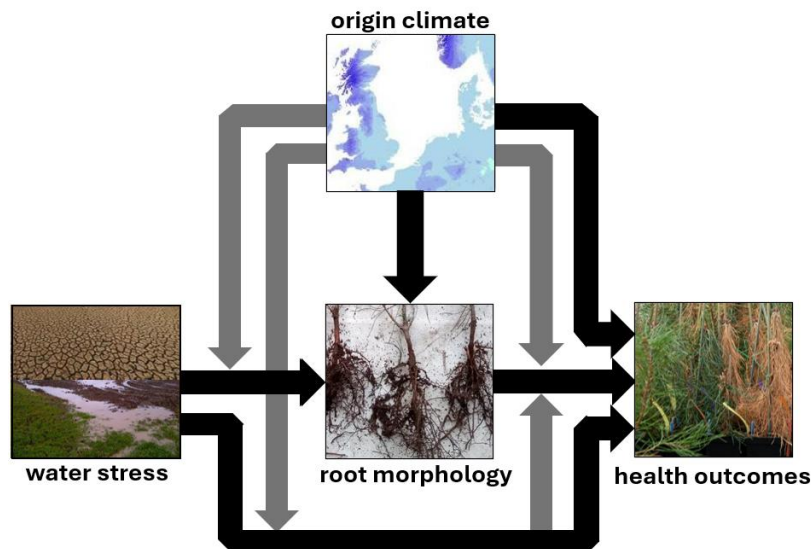 origin climate
water stress
root morphology
health outcomes